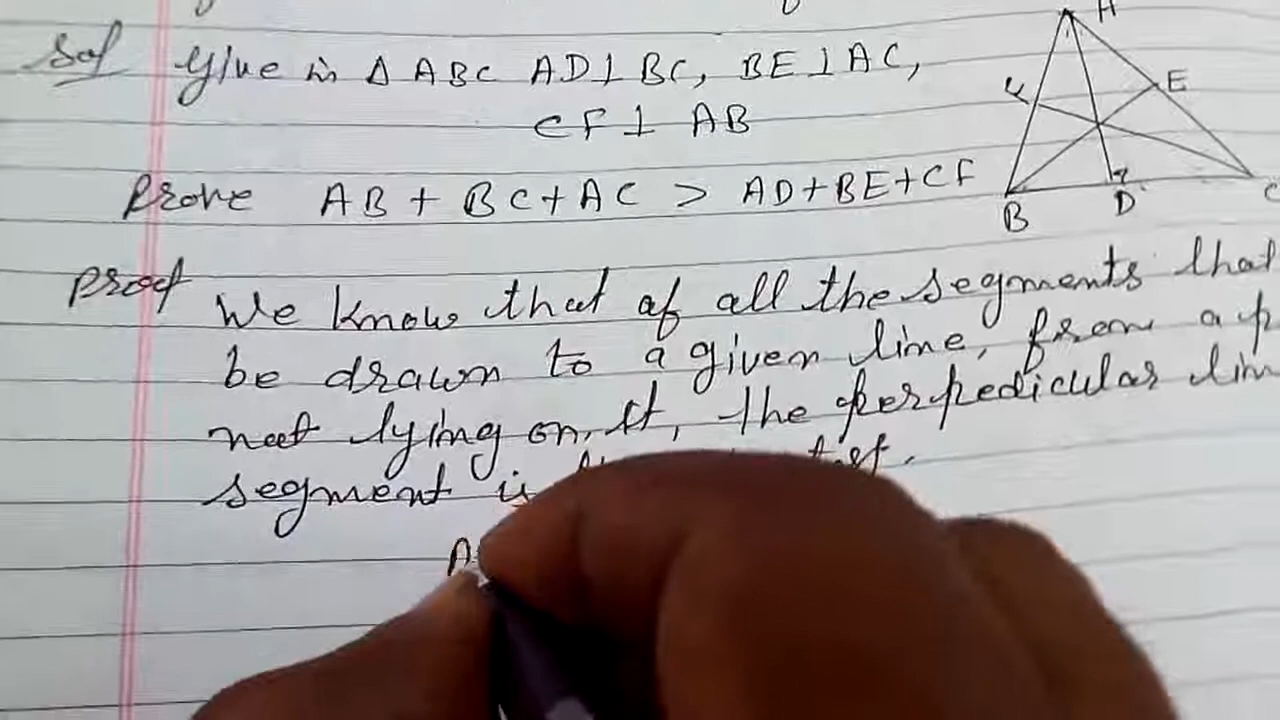 Sol Give in Δ ABC AD⊥BC, BE⊥AC,
CF⊥ AB
Prove AB + BC+AC > AD+BE+CF
A
E
F
B
D
C
Proof We know that of all the segments that
be drawn to a given line, from a p
not lying on it, the perpedicular lin
segment is
A